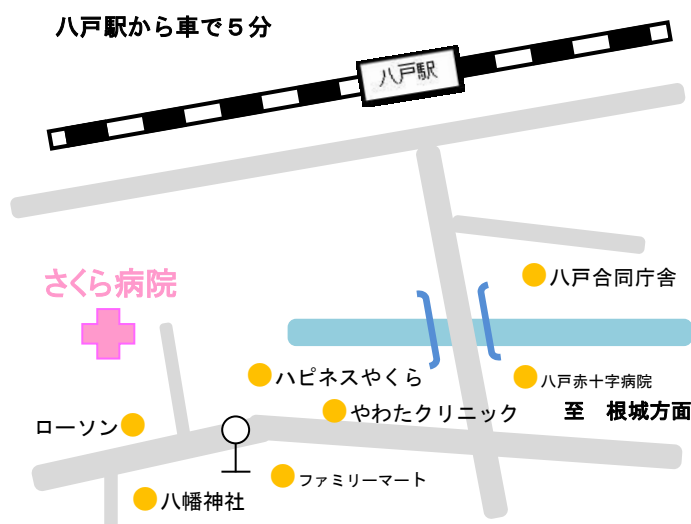 八戸駅から車で５分
八戸駅
さくら病院
八戸合同庁舎
ハピネスやくら
八戸赤十字病院
やわたクリニック
至　根城方面
ローソン
ファミリーマート
八幡神社